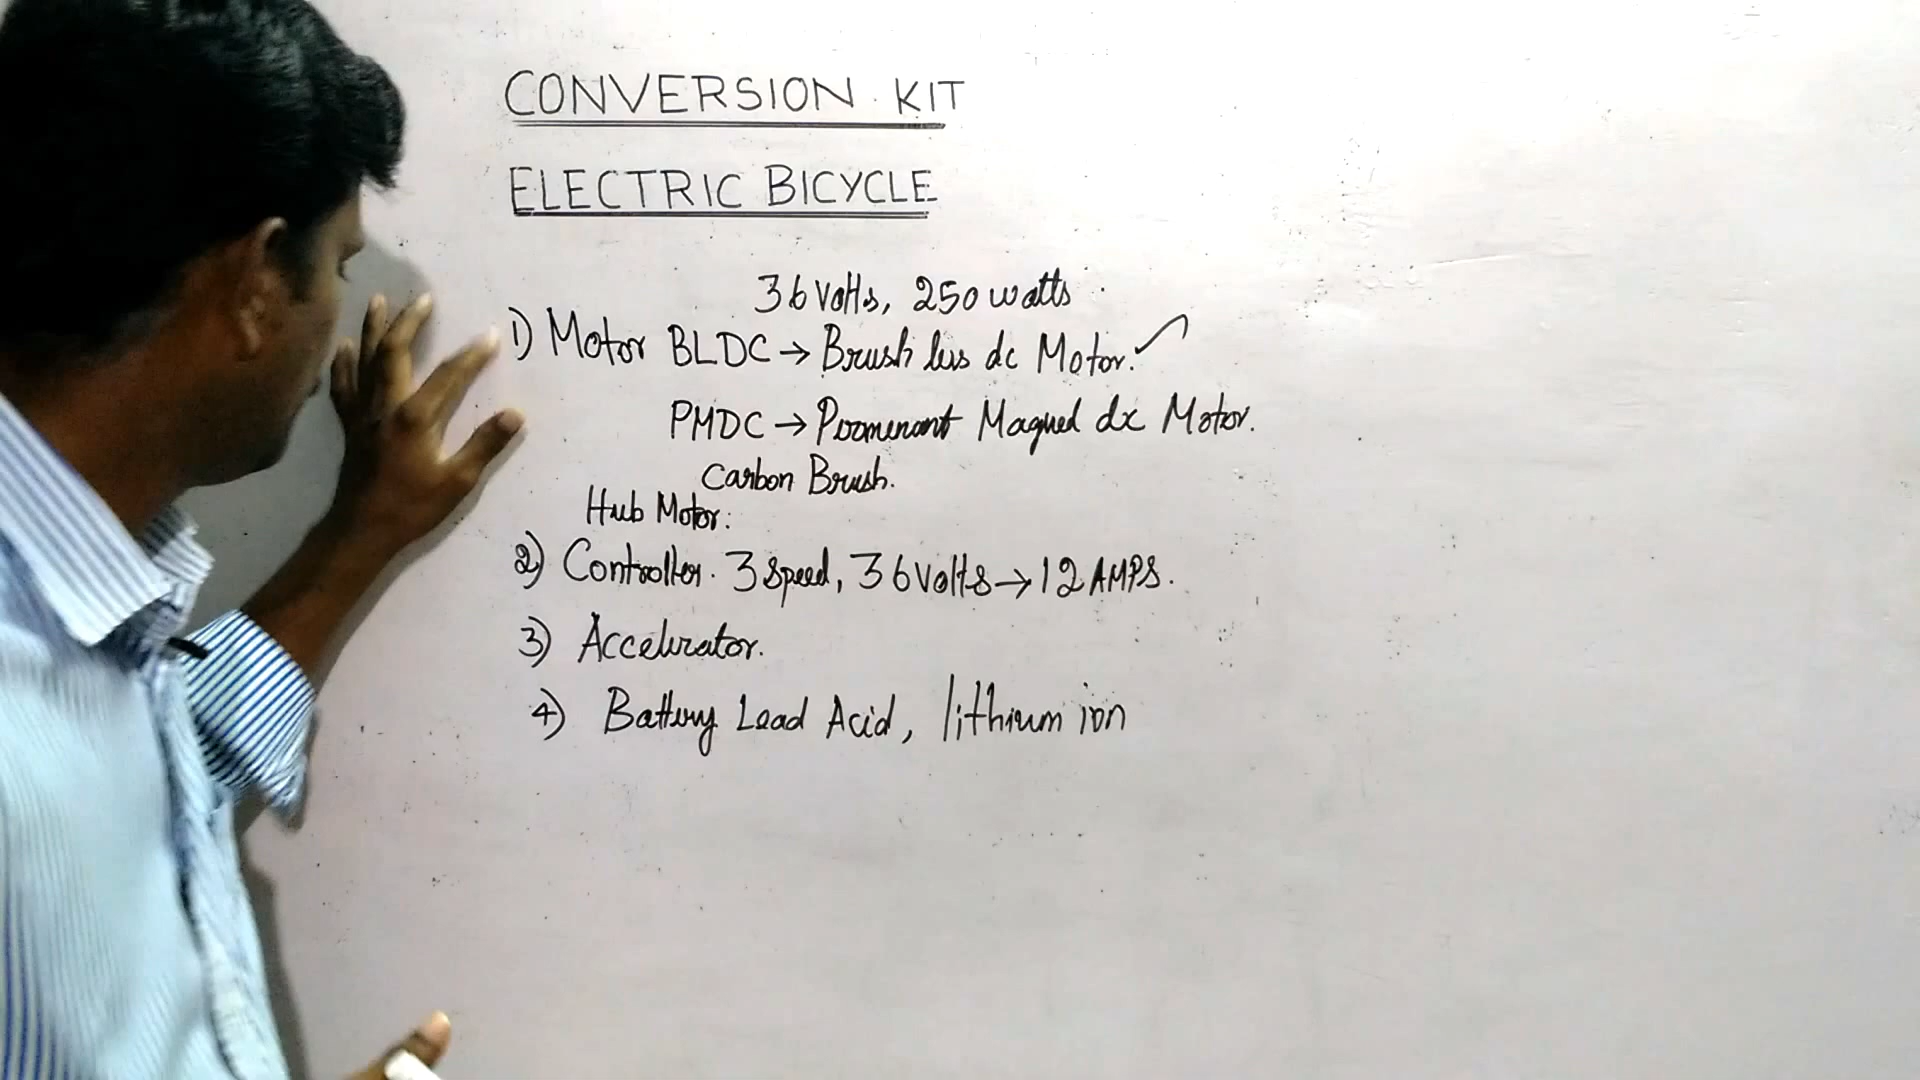 CONVERSION KIT
ELECTRIC BICYCLE
36 Volts, 250 watts
1) Motor BLDC → Brush less dc Motor. ✓
PMDC → Permenant Magned dc Motor.
Carbon Brush.
Hub Motor:
2) Controller. 3 Speed, 36 Volts → 12 AMPS.
3) Accelerator.
4) Battery Lead Acid, lithium ion